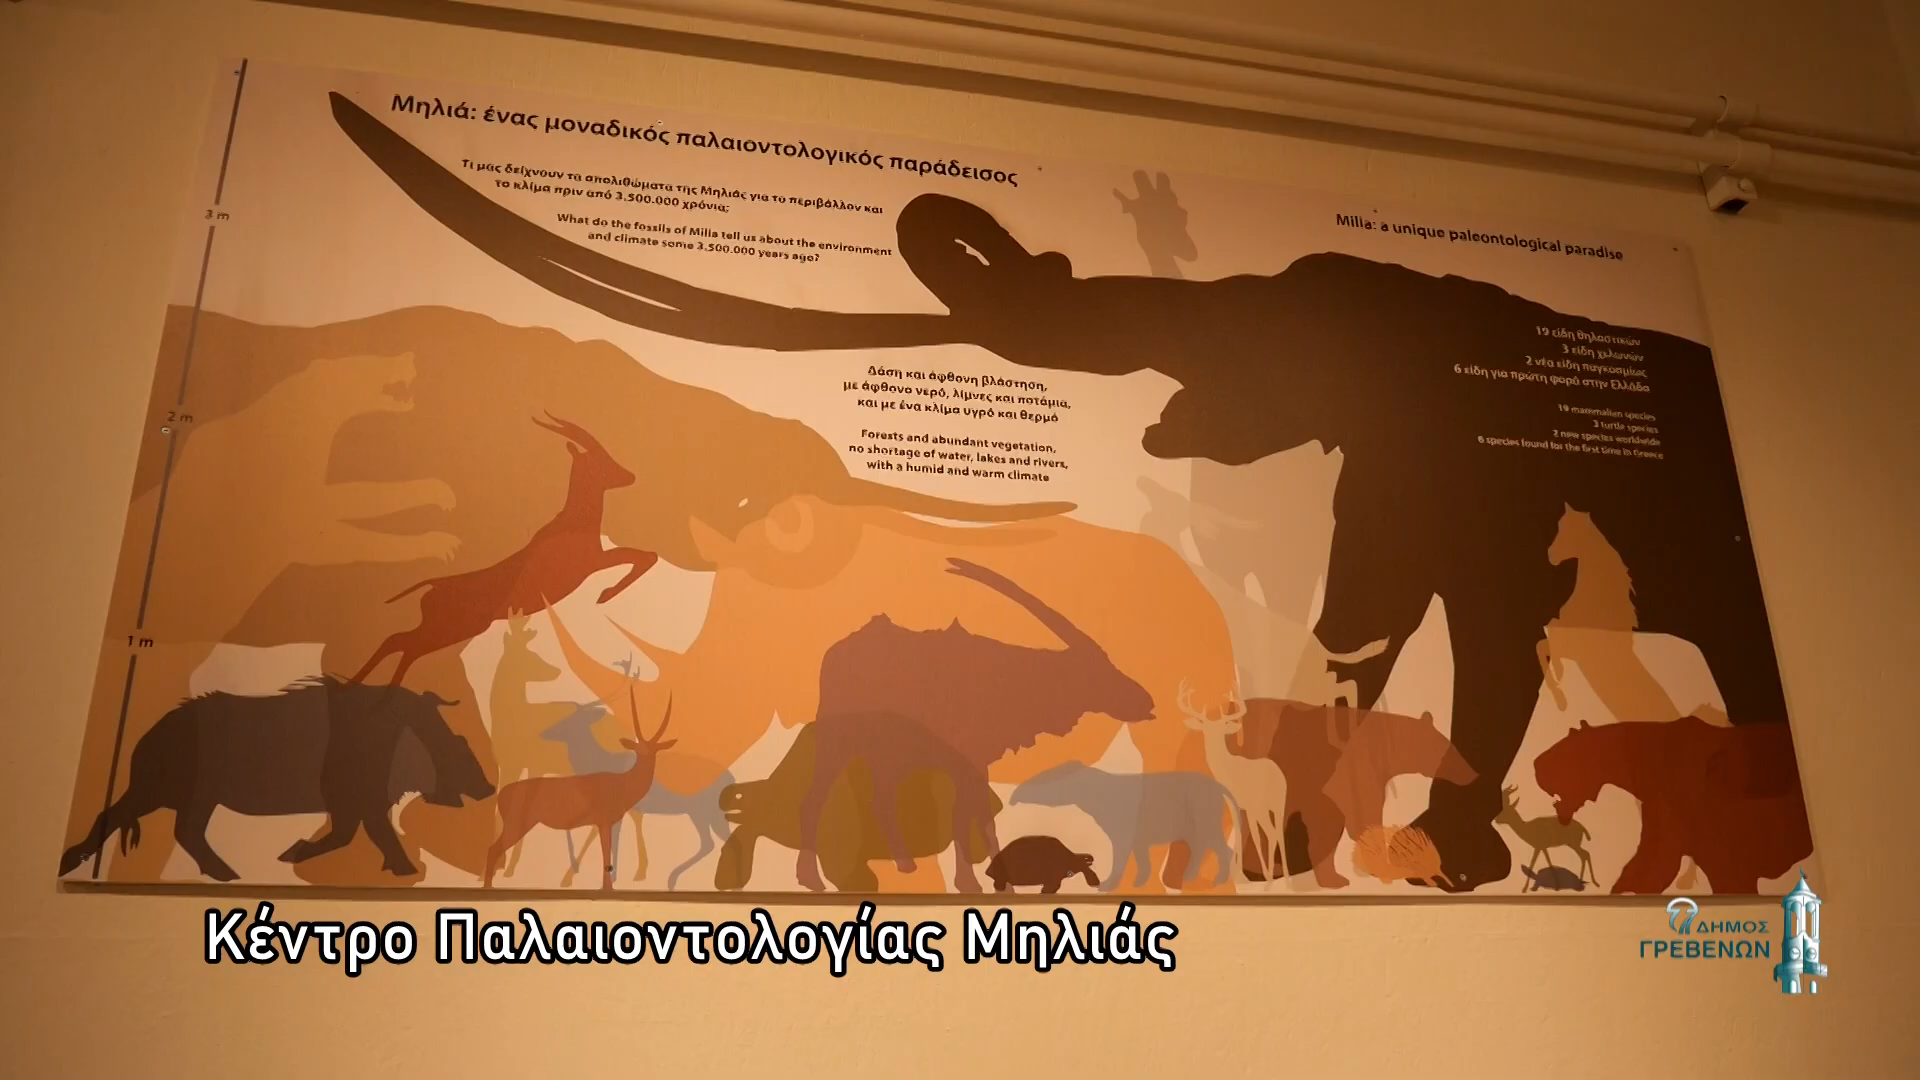 Μηλιά: ένας μοναδικός παλαιοντολογικός παράδεισος
Τι μας δείχνουν τα απολιθώματα της Μηλιάς για το περιβάλλον και
το κλίμα πριν από 3.500.000 χρόνια;
What do the fossils of Milia tell us about the environment
and climate some 3.500.000 years ago?
Milia: a unique paleontological paradise
3 m
2 m
1 m
19 είδη θηλαστικών
3 είδη χελωνών
2 νέα είδη παγκοσμίως
6 είδη για πρώτη φορά στην Ελλάδα
19 mammalian species
3 turtle species
2 new species worldwide
6 species found for the first time in Greece
Δάση και άφθονη βλάστηση,
με άφθονο νερό, λίμνες και ποτάμια,
και με ένα κλίμα υγρό και θερμό
Forests and abundant vegetation,
no shortage of water, lakes and rivers,
with a humid and warm climate
Κέντρο Παλαιοντολογίας Μηλιάς
ΔΗΜΟΣ
ΓΡΕΒΕΝΩΝ